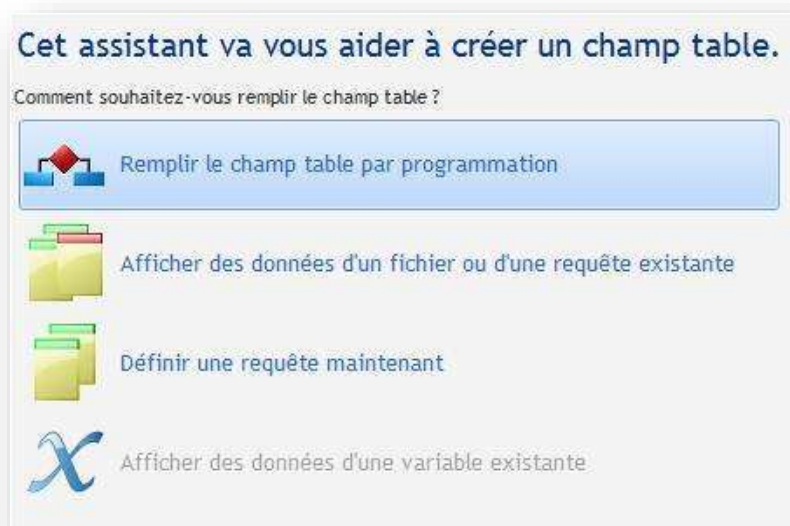 Cet assistant va vous aider à créer un champ table.
Comment souhaitez-vous remplir le champ table ?
Remplir le champ table par programmation
Afficher des données d'un fichier ou d'une requête existante
Définir une requête maintenant
Afficher des données d'une variable existante